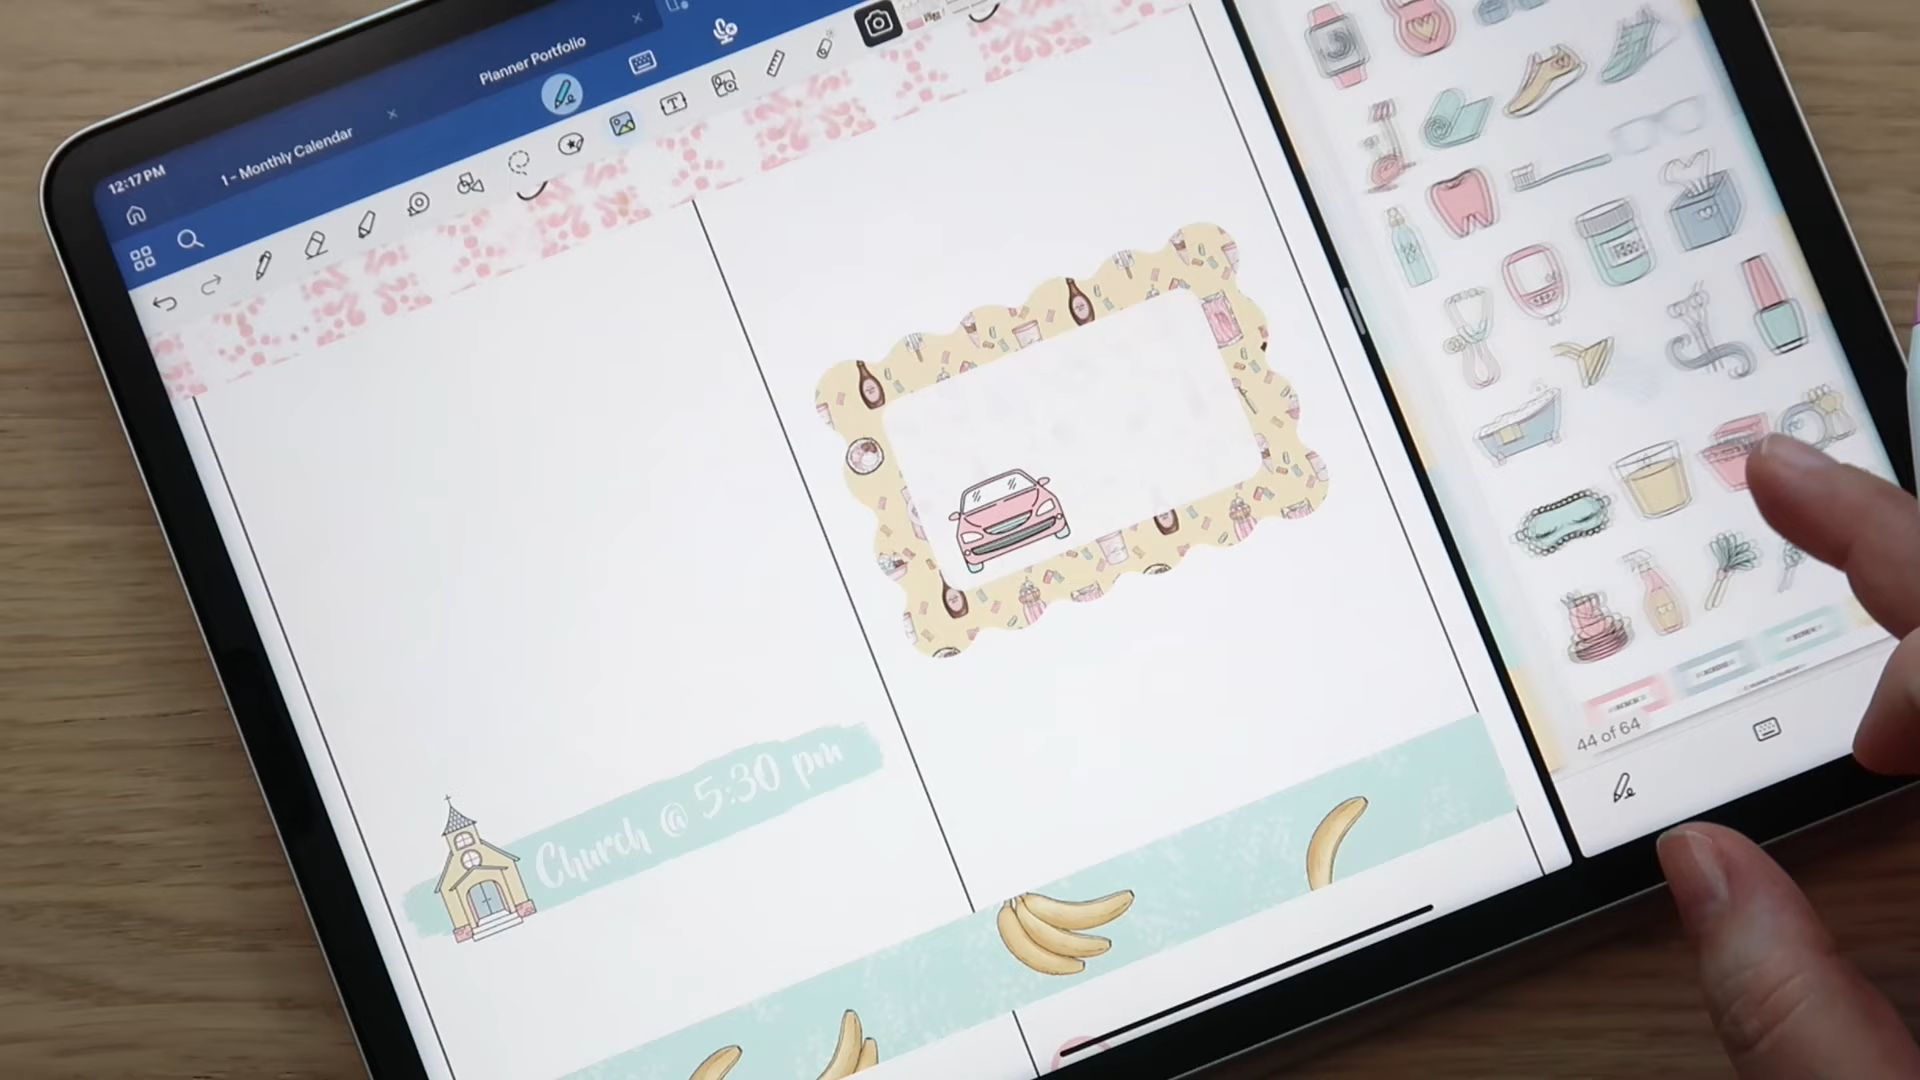 12:17 PM
1 - Monthly Calendar
Planner Portfolio
T
Church @ 5:30 pm
44 of 64